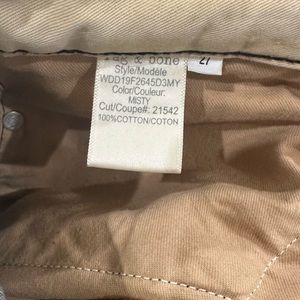 rag & bone
27
Style/Modèle
WDD19F2645D3MY
Color/Couleur:
MISTY
Cut/Coupe#: 21542
100%COTTON/COTON